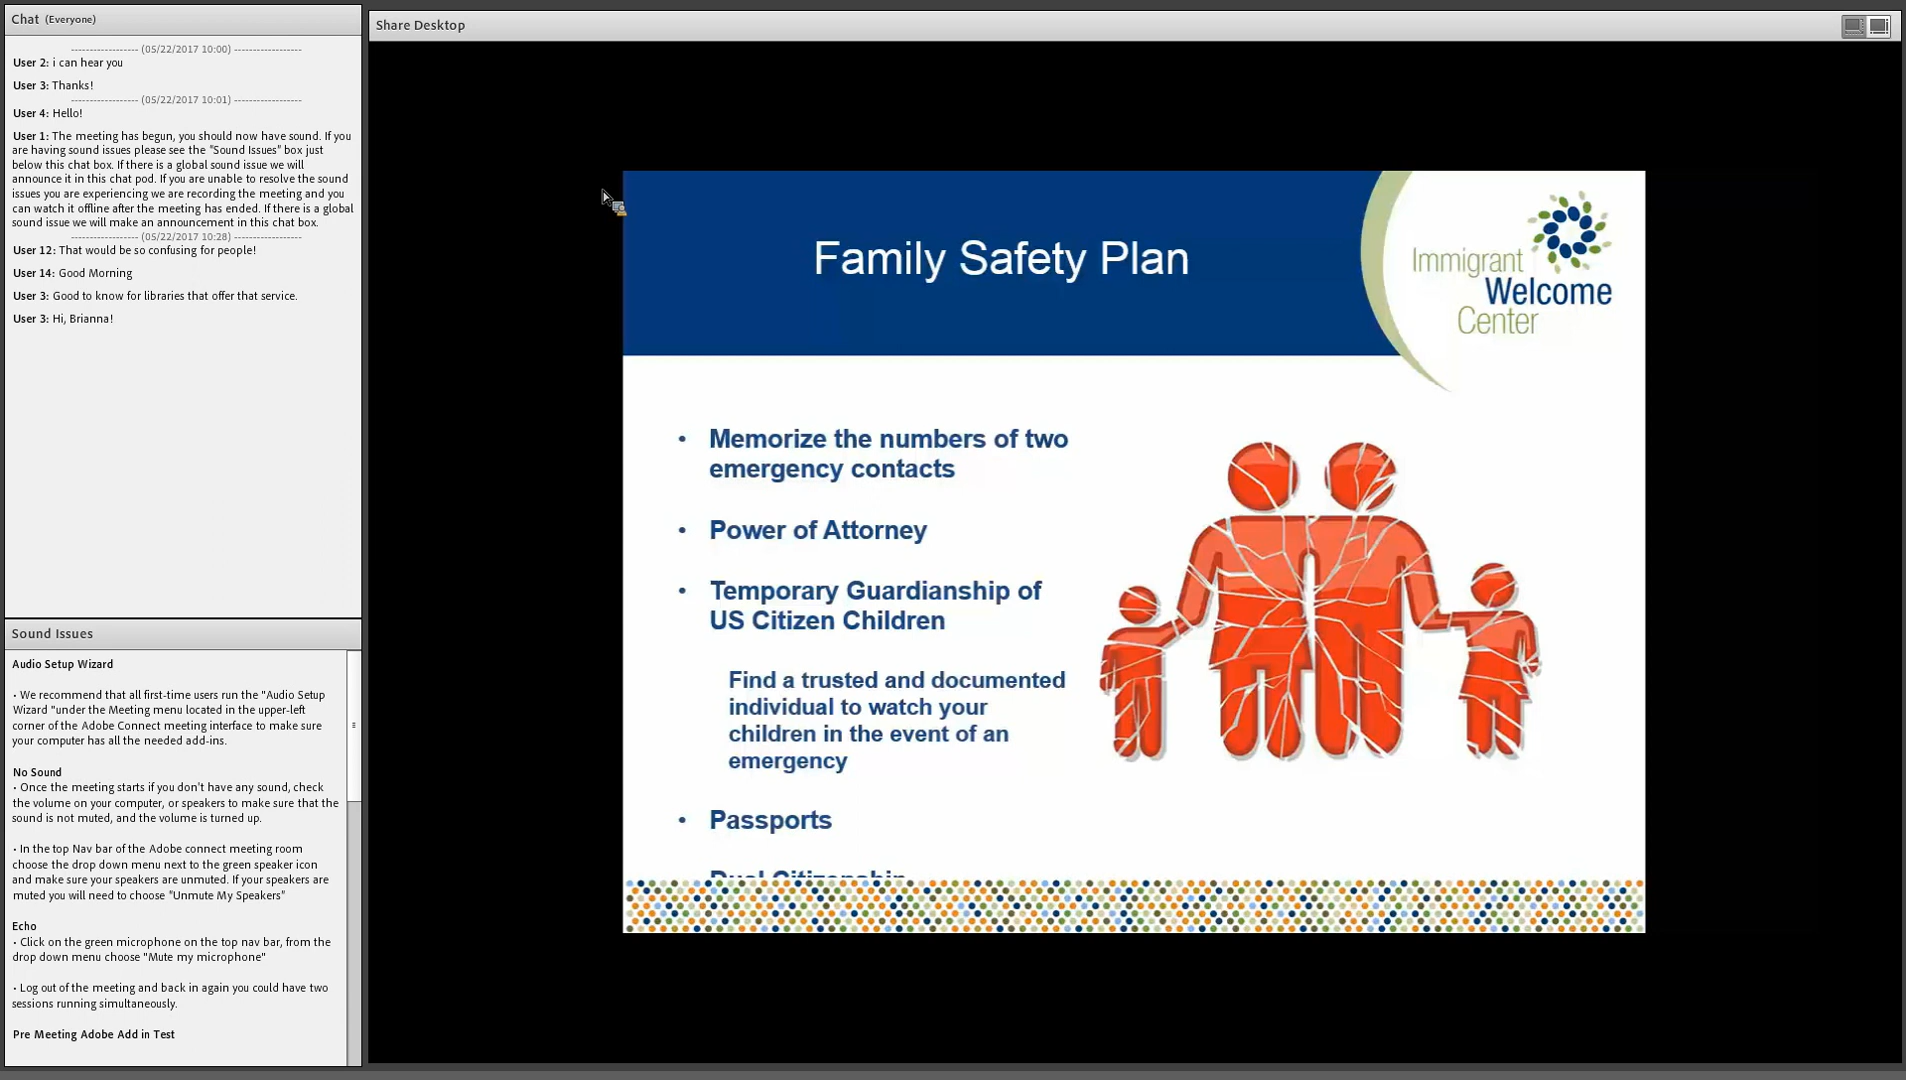 Chat (Everyone)
------------------ (05/22/2017 10:00) ------------------
User 2: i can hear you
User 3: Thanks!
------------------ (05/22/2017 10:01) ------------------
User 4: Hello!
User 1: The meeting has begun, you should now have sound. If you
are having sound issues please see the "Sound Issues" box just
below this chat box. If there is a global sound issue we will
announce it in this chat pod. If you are unable to resolve the sound
issues you are experiencing we are recording the meeting and you
can watch it offline after the meeting has ended. If there is a global
sound issue we will make an announcement in this chat box.
------------------ (05/22/2017 10:28) ------------------
User 12: That would be so confusing for people!
User 14: Good Morning
User 3: Good to know for libraries that offer that service.
User 3: Hi, Brianna!
Sound Issues
Audio Setup Wizard
• We recommend that all first-time users run the "Audio Setup
Wizard "under the Meeting menu located in the upper-left
corner of the Adobe Connect meeting interface to make sure
your computer has all the needed add-ins.
No Sound
• Once the meeting starts if you don't have any sound, check
the volume on your computer, or speakers to make sure that the
sound is not muted, and the volume is turned up.
• In the top Nav bar of the Adobe connect meeting room
choose the drop down menu next to the green speaker icon
and make sure your speakers are unmuted. If your speakers are
muted you will need to choose "Unmute My Speakers"
Echo
• Click on the green microphone on the top nav bar, from the
drop down menu choose "Mute my microphone"
• Log out of the meeting and back in again you could have two
sessions running simultaneously.
Pre Meeting Adobe Add in Test
Share Desktop
Family Safety Plan
Immigrant
Welcome
Center
• Memorize the numbers of two
emergency contacts
• Power of Attorney
• Temporary Guardianship of
US Citizen Children
Find a trusted and documented
individual to watch your
children in the event of an
emergency
• Passports
Dual Citizenship